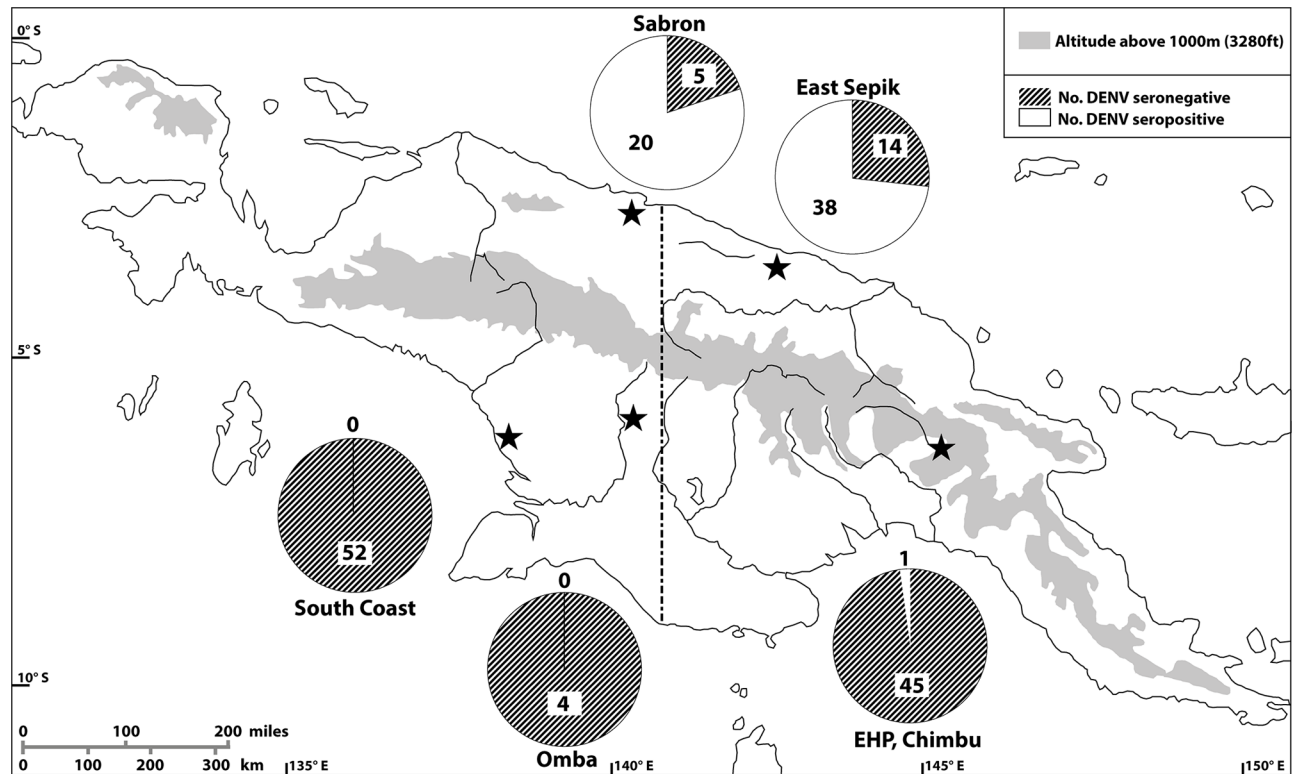 0° S
5° S
10° S
Sabron
5
20
East Sepik
14
38
Altitude above 1000m (3280ft)
No. DENV seronegative
No. DENV seropositive
0
52
South Coast
0
4
Omba
1
45
EHP, Chimbu
0 100 200 miles
0 100 200 300 km
135° E
140° E
145° E
150° E